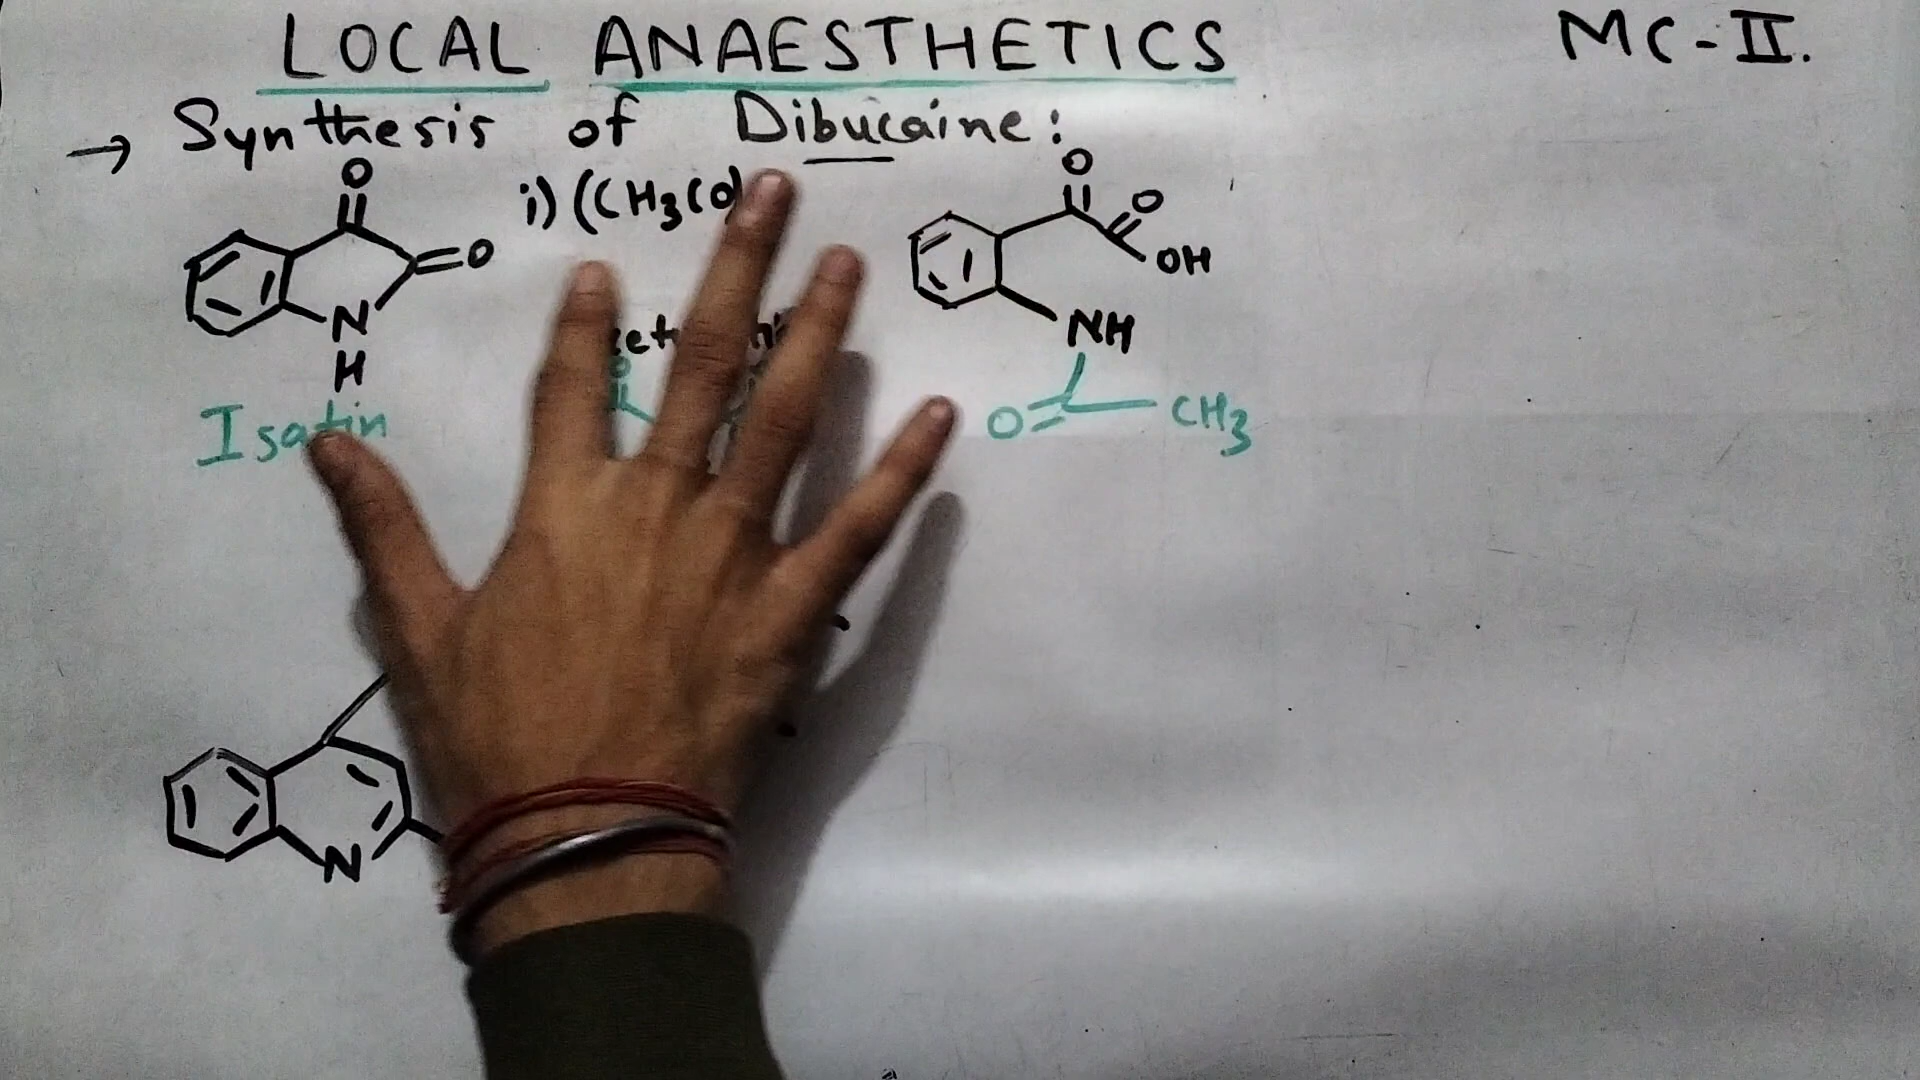 LOCAL ANAESTHETICS
MC-II.
→ Synthesis of Dibucaine:
i) (CH3CO)
O
O
N
H
Isatin
O
O
OH
NH
O
CH3
O
N